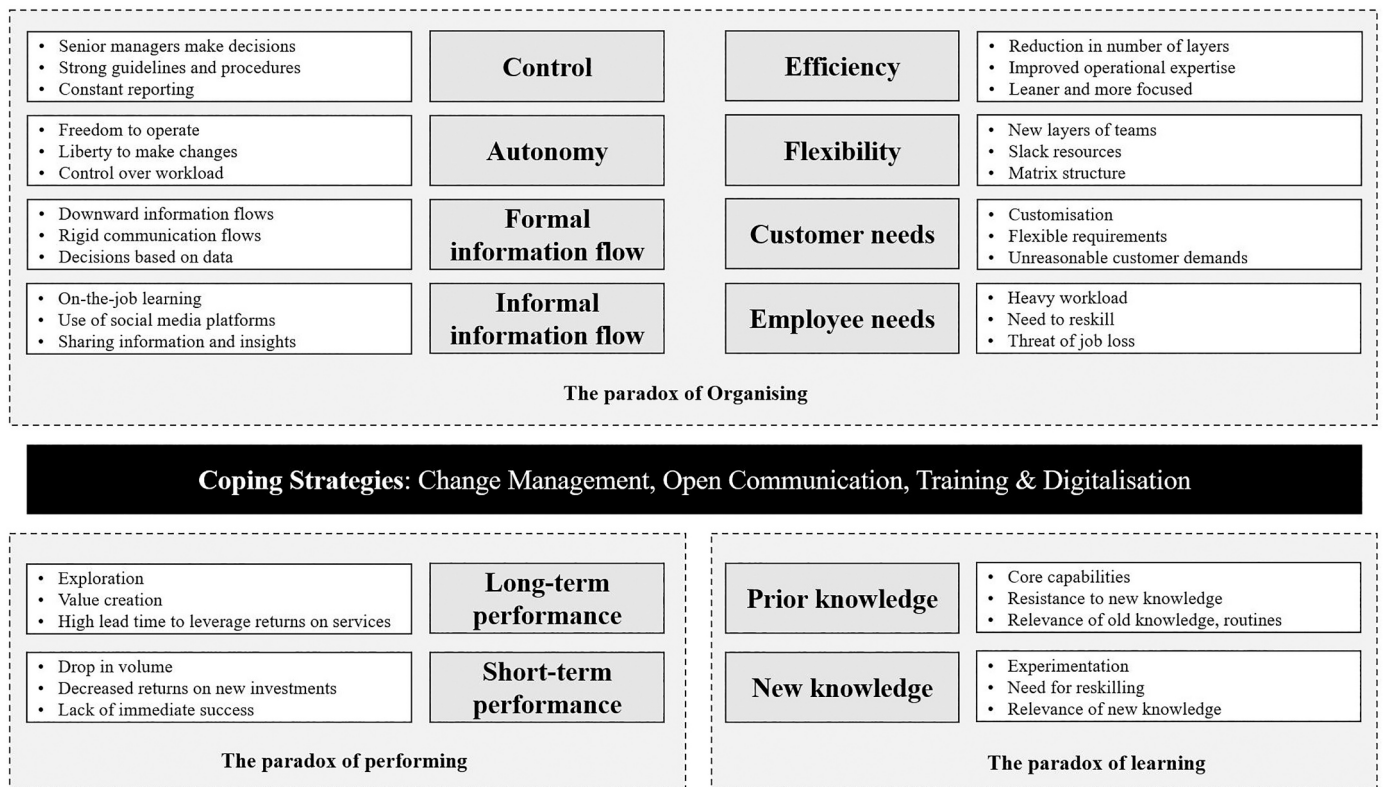 • Senior managers make decisions
• Strong guidelines and procedures
• Constant reporting
Control
Efficiency
• Reduction in number of layers
• Improved operational expertise
• Leaner and more focused
• Freedom to operate
• Liberty to make changes
• Control over workload
Autonomy
Flexibility
• New layers of teams
• Slack resources
• Matrix structure
• Downward information flows
• Rigid communication flows
• Decisions based on data
Formal
information flow
Customer needs
• Customisation
• Flexible requirements
• Unreasonable customer demands
• On-the-job learning
• Use of social media platforms
• Sharing information and insights
Informal
information flow
Employee needs
• Heavy workload
• Need to reskill
• Threat of job loss
The paradox of Organising
Coping Strategies: Change Management, Open Communication, Training & Digitalisation
• Exploration
• Value creation
• High lead time to leverage returns on services
Long-term
performance
Prior knowledge
• Core capabilities
• Resistance to new knowledge
• Relevance of old knowledge, routines
• Drop in volume
• Decreased returns on new investments
• Lack of immediate success
Short-term
performance
New knowledge
• Experimentation
• Need for reskilling
• Relevance of new knowledge
The paradox of performing
The paradox of learning